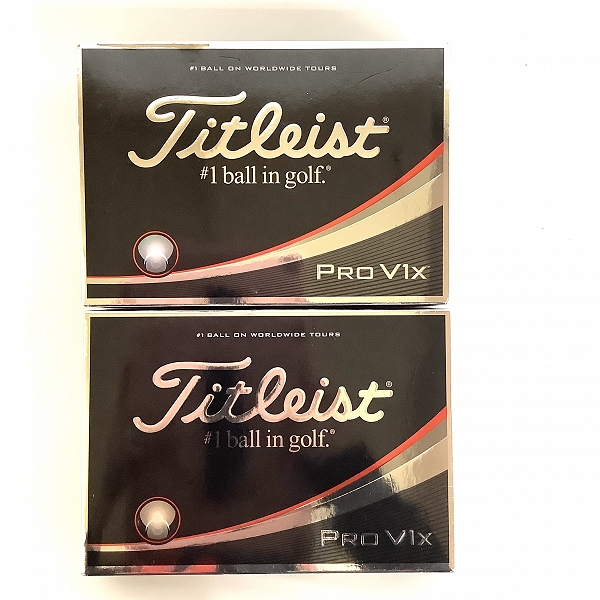 #1 BALL ON WORLDWIDE TOURS
Titleist®
#1 ball in golf.®
PRO V1x
#1 BALL ON WORLDWIDE TOURS
Titleist®
#1 ball in golf.®
PRO V1x